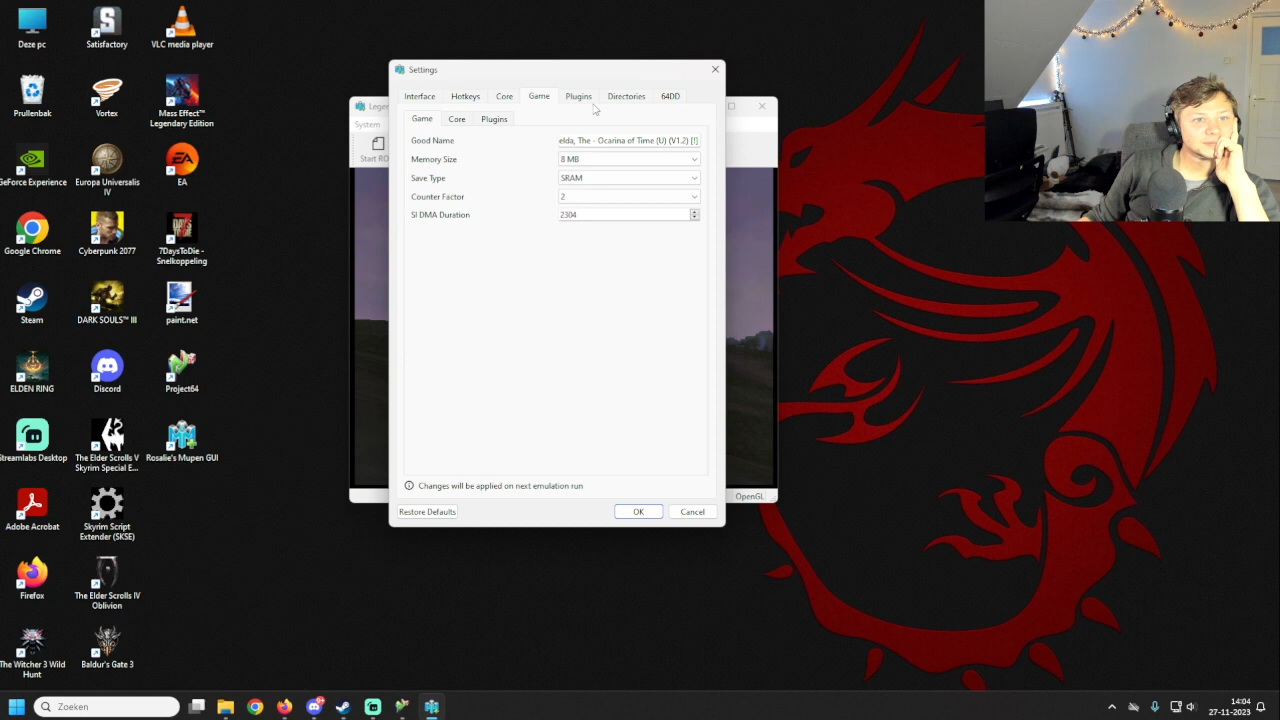 Deze pc
Satisfactory
VLC media player
Prullenbak
Vortex
Mass Effect™
Legendary Edition
GeForce Experience
Europa Universalis
IV
EA
Google Chrome
Cyberpunk 2077
7DaysToDie -
Snelkoppeling
Steam
DARK SOULS™ III
paint.net
ELDEN RING
Discord
Project64
Streamlabs Desktop
The Elder Scrolls V
Skyrim Special E...
Rosalie's Mupen GUI
Adobe Acrobat
Skyrim Script
Extender (SKSE)
Firefox
The Elder Scrolls IV
Oblivion
The Witcher 3 Wild
Hunt
Baldur's Gate 3
Legen
System
Start RO
Settings
Interface
Hotkeys
Core
Game
Plugins
Directories
64DD
Game
Core
Plugins
Good Name
elda, The - Ocarina of Time (U) (V1.2) [!]
Memory Size
8 MB
Save Type
SRAM
Counter Factor
2
SI DMA Duration
2304
Changes will be applied on next emulation run
Restore Defaults
OK
Cancel
OpenGL
Zoeken
14:04
27-11-2023